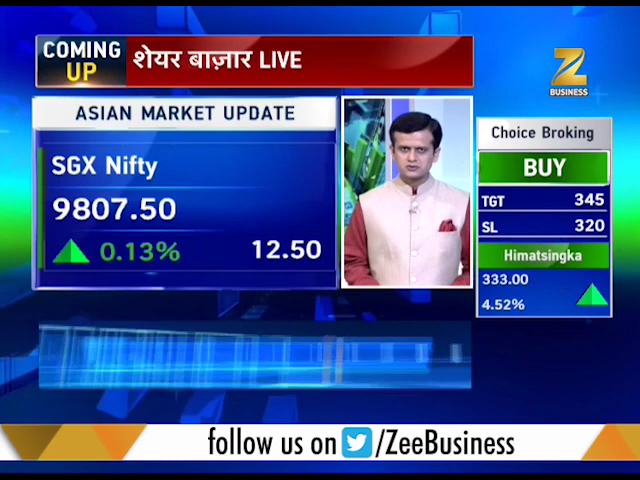 COMING UP
शेयर बाज़ार LIVE
Z
BUSINESS
ASIAN MARKET UPDATE
SGX Nifty
9807.50
0.13% 12.50
Choice Broking
BUY
TGT 345
SL 320
Himatsingka
333.00
4.52%
follow us on /ZeeBusiness